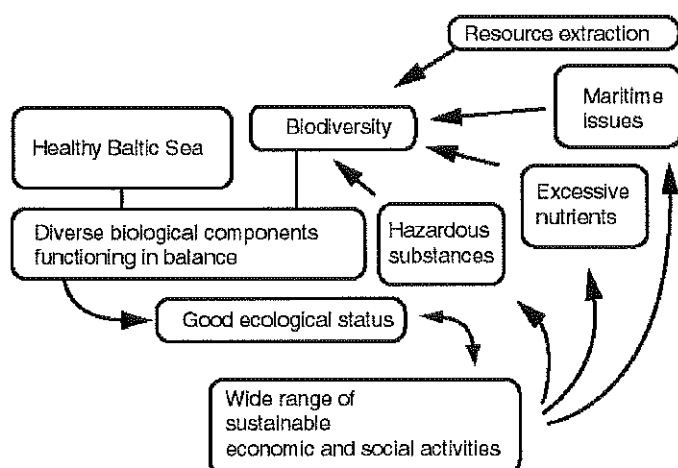 Resource extraction
Maritime
issues
Biodiversity
Healthy Baltic Sea
Excessive
nutrients
Diverse biological components
functioning in balance
Hazardous
substances
Good ecological status
Wide range of
sustainable
economic and social activities